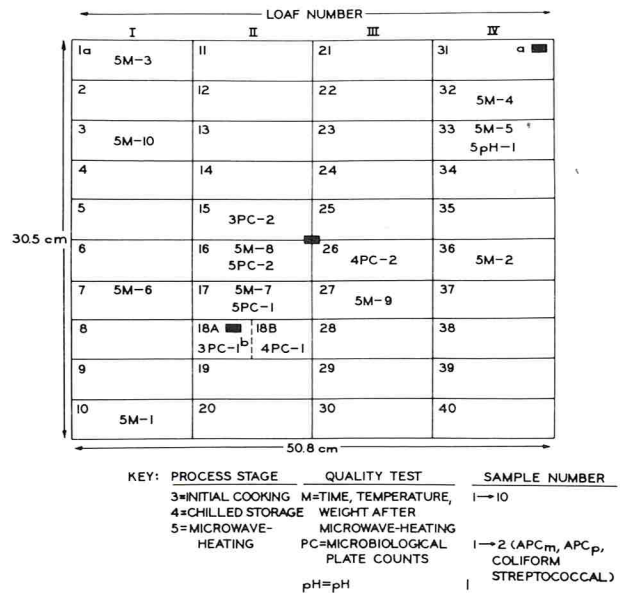 LOAF NUMBER
I II III IV
1a 11 21 31 a
5M-3
2 12 22 32
5M-4
3 13 23 33 5M-5
5M-10 5pH-1
4 14 24 34
5 15 25 35
3PC-2
30.5 cm
6 16 5M-8 26 36
5PC-2 4PC-2 5M-2
7 17 5M-7 27 37
5M-6 5PC-1 5M-9
8 18A 18B 28 38
3PC-1b 4PC-1
9 19 29 39
10 20 30 40
5M-1
50.8 cm
KEY: PROCESS STAGE QUALITY TEST SAMPLE NUMBER
3=INITIAL COOKING M=TIME, TEMPERATURE, 1→10
4=CHILLED STORAGE WEIGHT AFTER
5=MICROWAVE- MICROWAVE-HEATING
HEATING PC=MICROBIOLOGICAL 1→2 (APCm, APCp,
PLATE COUNTS COLIFORM
STREPTOCOCCAL)
pH=pH 1